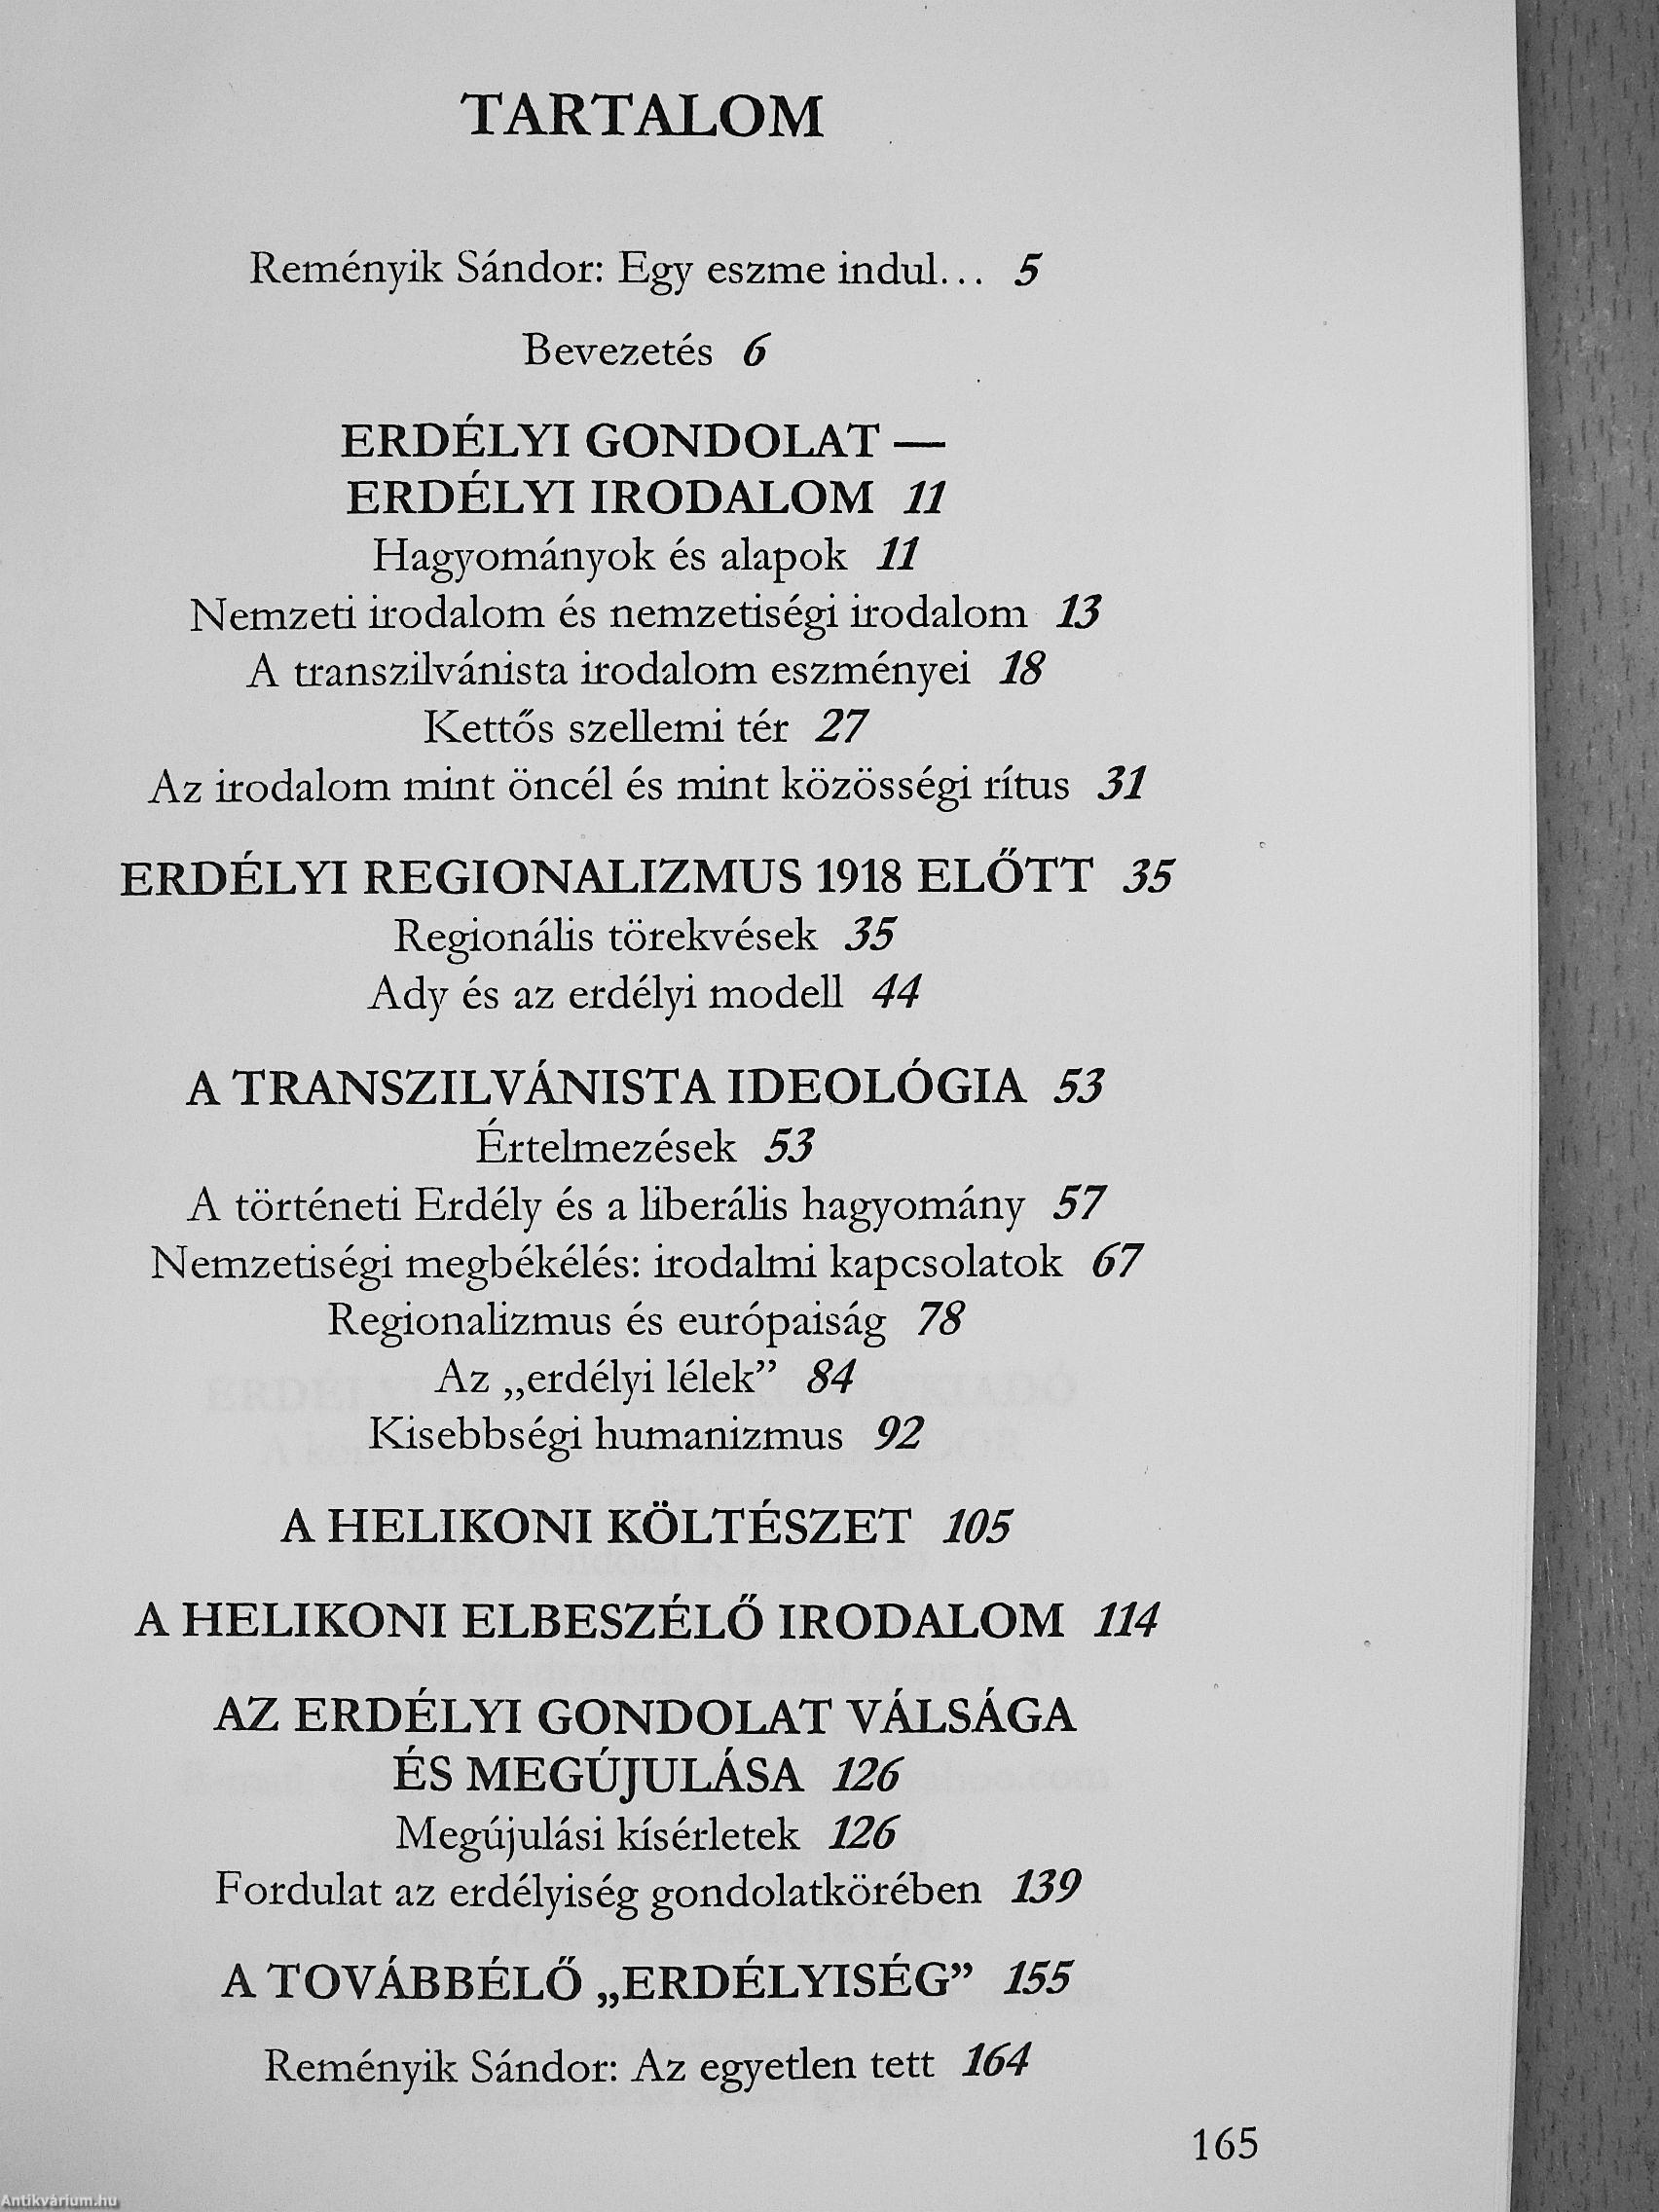 TARTALOM
Reményik Sándor: Egy eszme indul... 5
Bevezetés 6
ERDÉLYI GONDOLAT —
ERDÉLYI IRODALOM 11
Hagyományok és alapok 11
Nemzeti irodalom és nemzetiségi irodalom 13
A transzilvánista irodalom eszményei 18
Kettős szellemi tér 27
Az irodalom mint öncél és mint közösségi rítus 31
ERDÉLYI REGIONALIZMUS 1918 ELŐTT 35
Regionális törekvések 35
Ady és az erdélyi modell 44
A TRANSZILVÁNISTA IDEOLÓGIA 53
Értelmezések 53
A történeti Erdély és a liberális hagyomány 57
Nemzetiségi megbékélés: irodalmi kapcsolatok 67
Regionalizmus és európaiság 78
Az „erdélyi lélek” 84
Kisebbségi humanizmus 92
A HELIKONI KÖLTÉSZET 105
A HELIKONI ELBESZÉLŐ IRODALOM 114
AZ ERDÉLYI GONDOLAT VÁLSÁGA
ÉS MEGÚJULÁSA 126
Megújulási kísérletek 126
Fordulat az erdélyiség gondolatkörében 139
A TOVÁBBÉLŐ „ERDÉLYISÉG” 155
Reményik Sándor: Az egyetlen tett 164
165
Antikvárium.hu